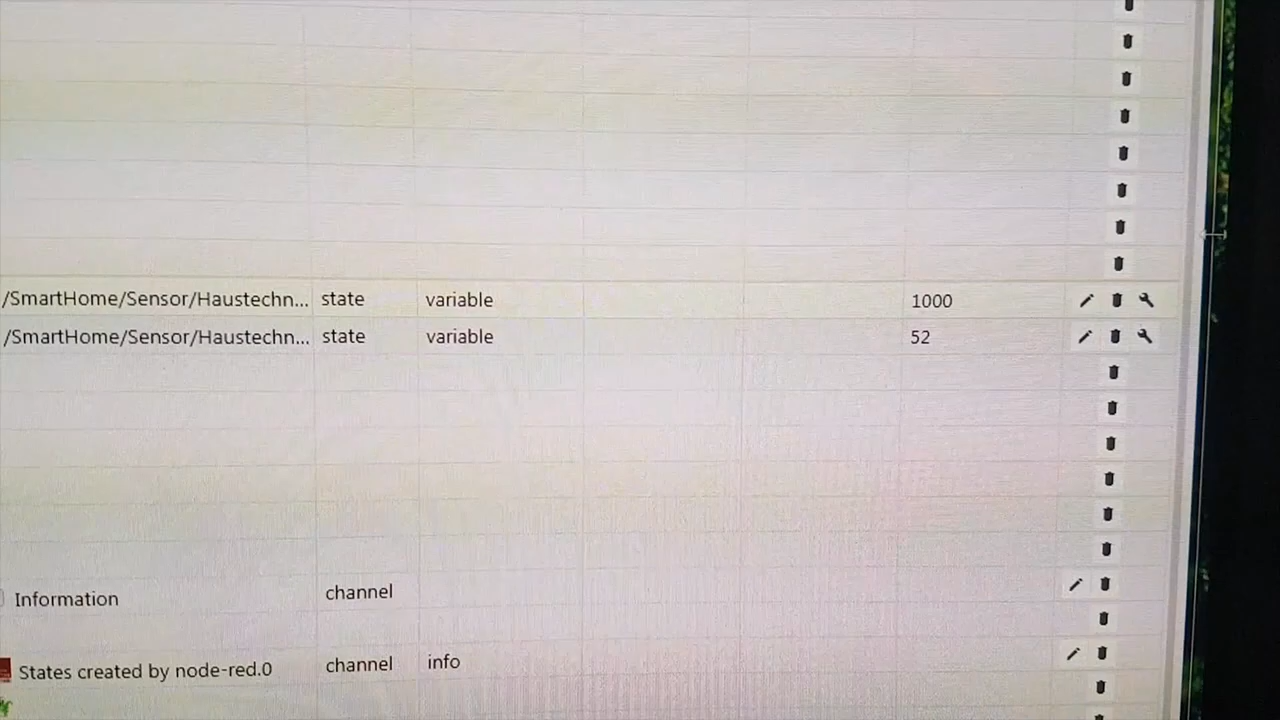 /SmartHome/Sensor/Haustechn... state variable 1000
/SmartHome/Sensor/Haustechn... state variable 52
Information channel
States created by node-red.0 channel info